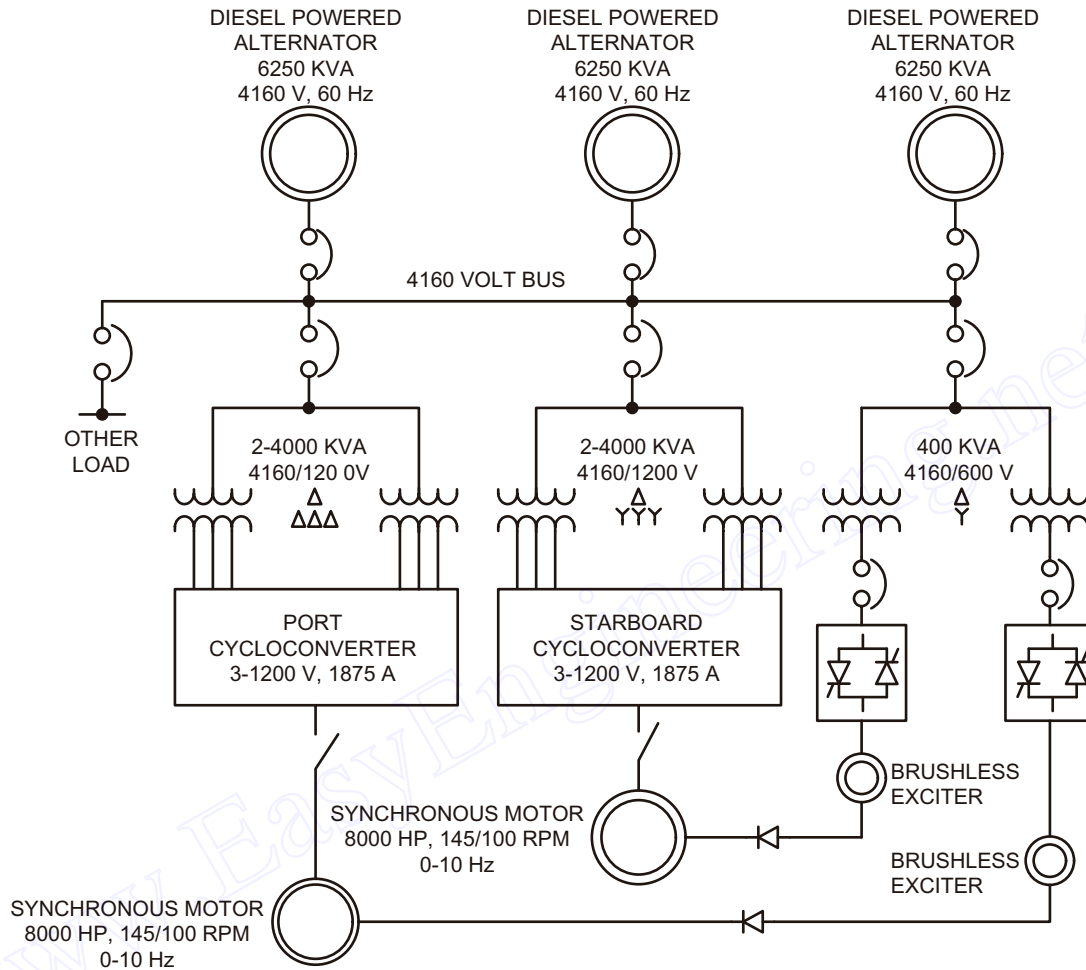 DIESEL POWERED
ALTERNATOR
6250 KVA
4160 V, 60 Hz
DIESEL POWERED
ALTERNATOR
6250 KVA
4160 V, 60 Hz
DIESEL POWERED
ALTERNATOR
6250 KVA
4160 V, 60 Hz
4160 VOLT BUS
OTHER
LOAD
2-4000 KVA
4160/120 0V
Δ
ΔΔΔ
2-4000 KVA
4160/1200 V
Δ
Y Y Y
400 KVA
4160/600 V
Δ
Y
PORT
CYCLOCONVERTER
3-1200 V, 1875 A
STARBOARD
CYCLOCONVERTER
3-1200 V, 1875 A
BRUSHLESS
EXCITER
SYNCHRONOUS MOTOR
8000 HP, 145/100 RPM
0-10 Hz
BRUSHLESS
EXCITER
SYNCHRONOUS MOTOR
8000 HP, 145/100 RPM
0-10 Hz
www.EasyEngineering.net